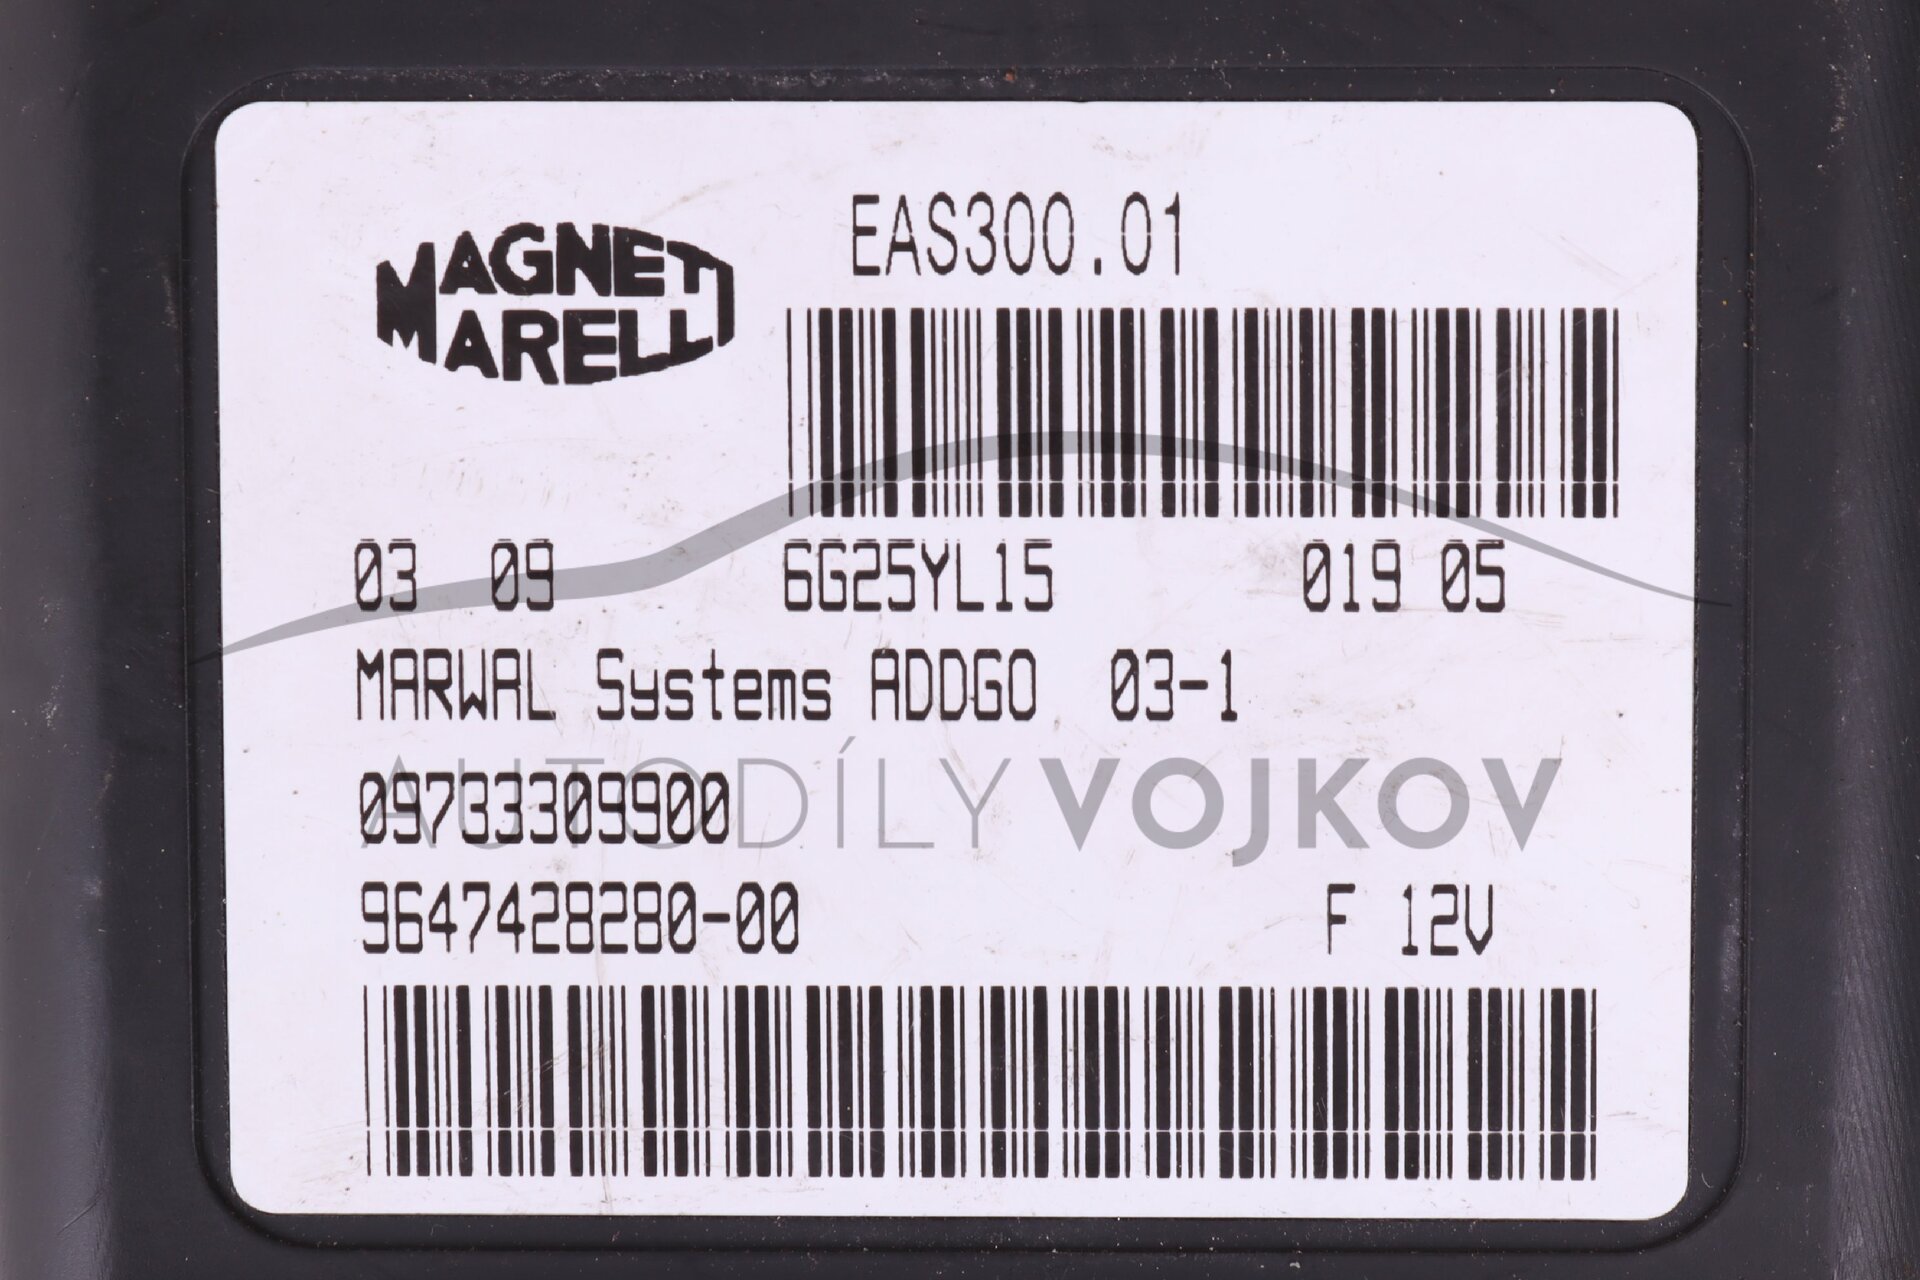 MAGNETI
MARELLI
EAS300.01
03 09 6G25YL15 019 05
MARWAL Systems ADDGO 03-1
09733309900
AUTODÍLY VOJKOV
9647428280-00 F 12V